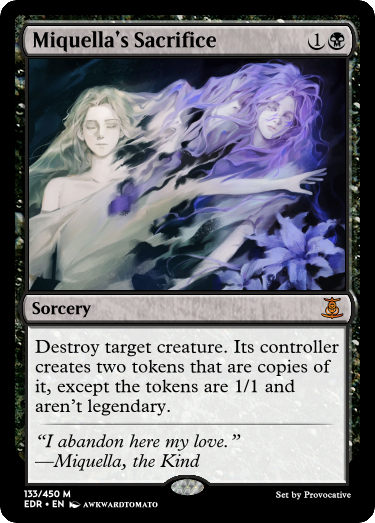 Miquella's Sacrifice 1
Sorcery
Destroy target creature. Its controller
creates two tokens that are copies of
it, except the tokens are 1/1 and
aren't legendary.
“I abandon here my love.”
—Miquella, the Kind
133/450 M
EDR • EN AWKWARDTOMATO
Set by Provocative